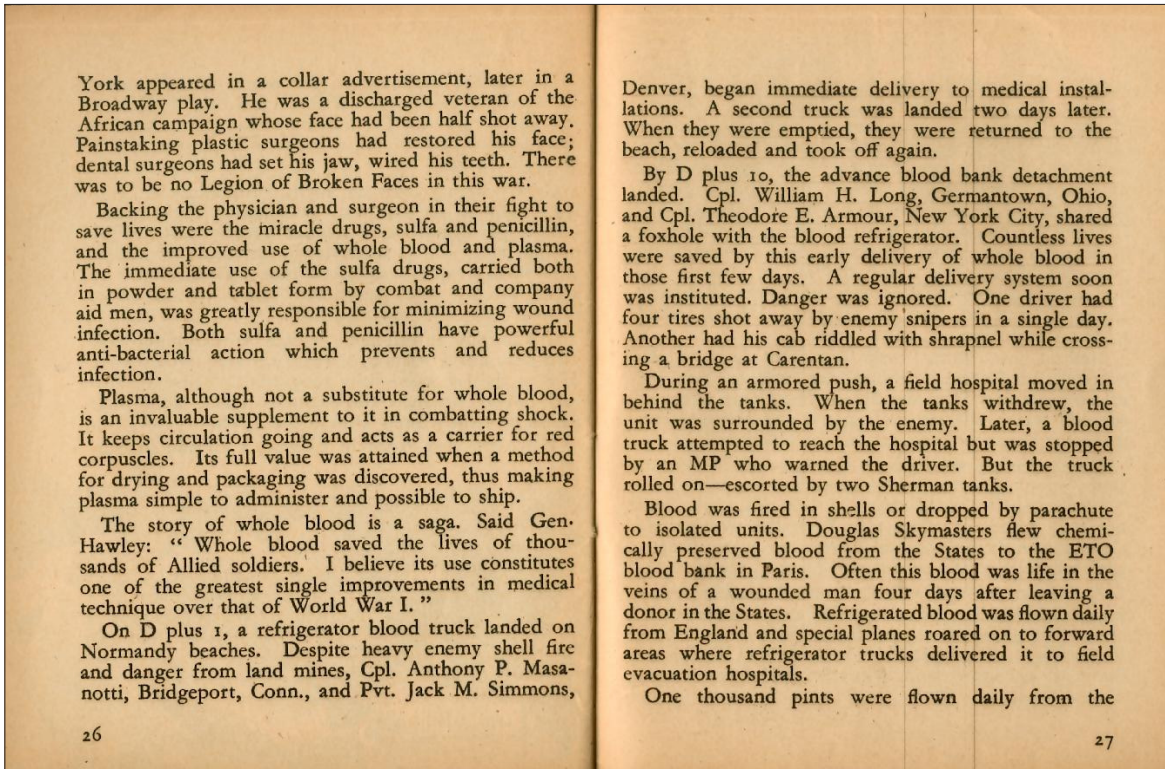 York appeared in a collar advertisement, later in a
Broadway play. He was a discharged veteran of the
African campaign whose face had been half shot away.
Painstaking plastic surgeons had restored his face;
dental surgeons had set his jaw, wired his teeth. There
was to be no Legion of Broken Faces in this war.
Backing the physician and surgeon in their fight to
save lives were the miracle drugs, sulfa and penicillin,
and the improved use of whole blood and plasma.
The immediate use of the sulfa drugs, carried both
in powder and tablet form by combat and company
aid men, was greatly responsible for minimizing wound
infection. Both sulfa and penicillin have powerful
anti-bacterial action which prevents and reduces
infection.
Plasma, although not a substitute for whole blood,
is an invaluable supplement to it in combatting shock.
It keeps circulation going and acts as a carrier for red
corpuscles. Its full value was attained when a method
for drying and packaging was discovered, thus making
plasma simple to administer and possible to ship.
The story of whole blood is a saga. Said Gen.
Hawley: “ Whole blood saved the lives of thou-
sands of Allied soldiers. I believe its use constitutes
one of the greatest single improvements in medical
technique over that of World War I. ”
On D plus 1, a refrigerator blood truck landed on
Normandy beaches. Despite heavy enemy shell fire
and danger from land mines, Cpl. Anthony P. Masa-
notti, Bridgeport, Conn., and Pvt. Jack M. Simmons,
26
Denver, began immediate delivery to medical instal-
lations. A second truck was landed two days later.
When they were emptied, they were returned to the
beach, reloaded and took off again.
By D plus 10, the advance blood bank detachment
landed. Cpl. William H. Long, Germantown, Ohio,
and Cpl. Theodore E. Armour, New York City, shared
a foxhole with the blood refrigerator. Countless lives
were saved by this early delivery of whole blood in
those first few days. A regular delivery system soon
was instituted. Danger was ignored. One driver had
four tires shot away by enemy snipers in a single day.
Another had his cab riddled with shrapnel while cross-
ing a bridge at Carentan.
During an armored push, a field hospital moved in
behind the tanks. When the tanks withdrew, the
unit was surrounded by the enemy. Later, a blood
truck attempted to reach the hospital but was stopped
by an MP who warned the driver. But the truck
rolled on—escorted by two Sherman tanks.
Blood was fired in shells or dropped by parachute
to isolated units. Douglas Skymasters flew chemi-
cally preserved blood from the States to the ETO
blood bank in Paris. Often this blood was life in the
veins of a wounded man four days after leaving a
donor in the States. Refrigerated blood was flown daily
from England and special planes roared on to forward
areas where refrigerator trucks delivered it to field
evacuation hospitals.
One thousand pints were flown daily from the
27